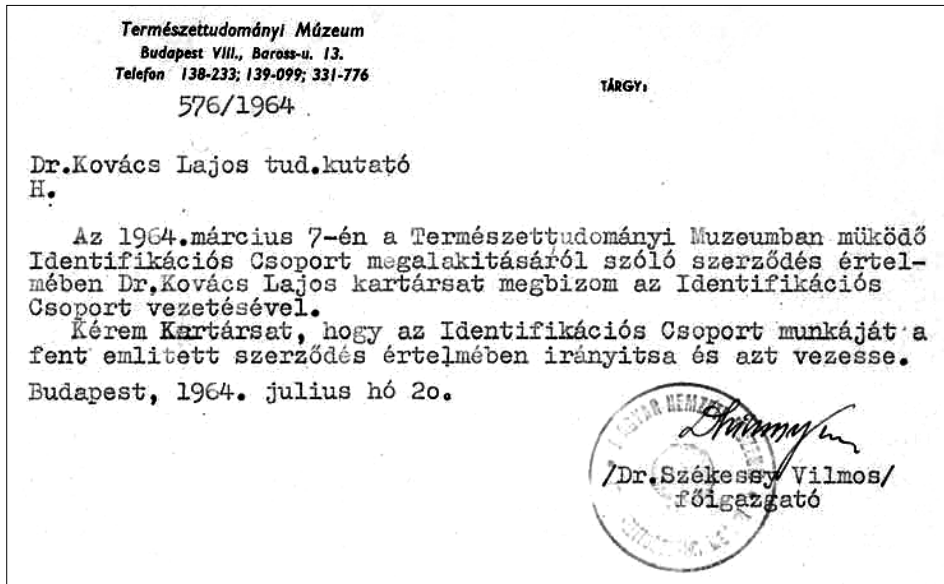 Természettudományi Múzeum
Budapest VIII., Baross-u. 13.
Telefon 138-233; 139-099; 331-776
TÁRGY:
576/1964
Dr.Kovács Lajos tud.kutató
H.
Az 1964.március 7-én a Természettudományi Muzeumban müködő
Identifikációs Csoport megalakitásáról szóló szerződés értel-
mében Dr.Kovács Lajos kartársat megbizom az Identifikációs
Csoport vezetésével.
Kérem Kartársat, hogy az Identifikációs Csoport munkáját a
fent emlitett szerződés értelmében irányitsa és azt vezesse.
Budapest, 1964. julius hó 2o.
MAGYAR NEMZETI
/Dr.Székessy Vilmos/
főigazgató